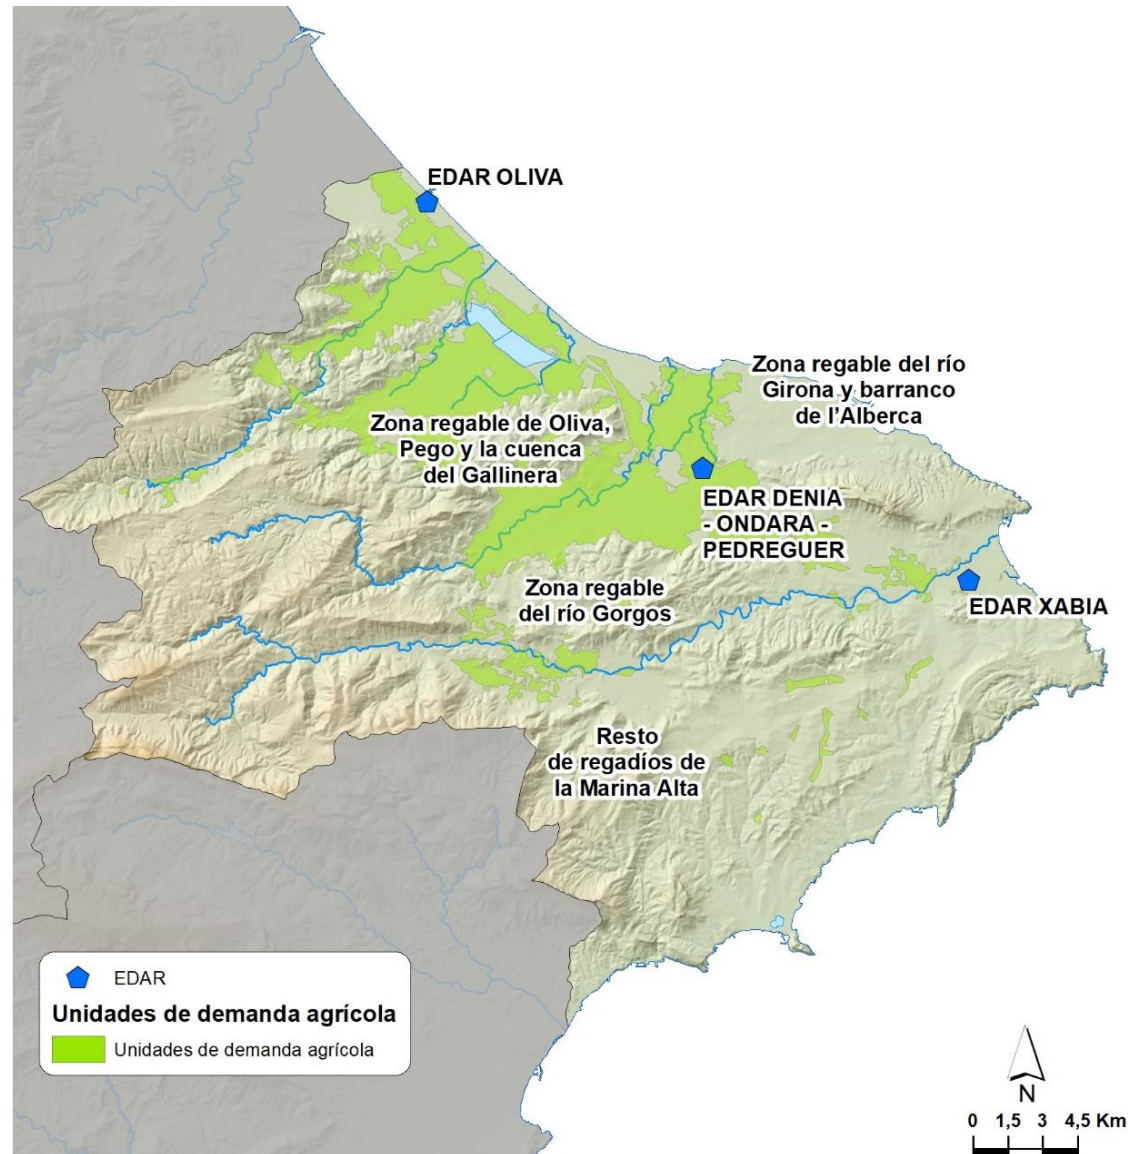 EDAR OLIVA
Zona regable del río
Girona y barranco
de l'Alberca
Zona regable de Oliva,
Pego y la cuenca
del Gallinera
EDAR DENIA
- ONDARA -
PEDREGUER
Zona regable
del río Gorgos
EDAR XABIA
Resto
de regadíos de
la Marina Alta
EDAR
Unidades de demanda agrícola
Unidades de demanda agrícola
N
0 1,5 3 4,5 Km